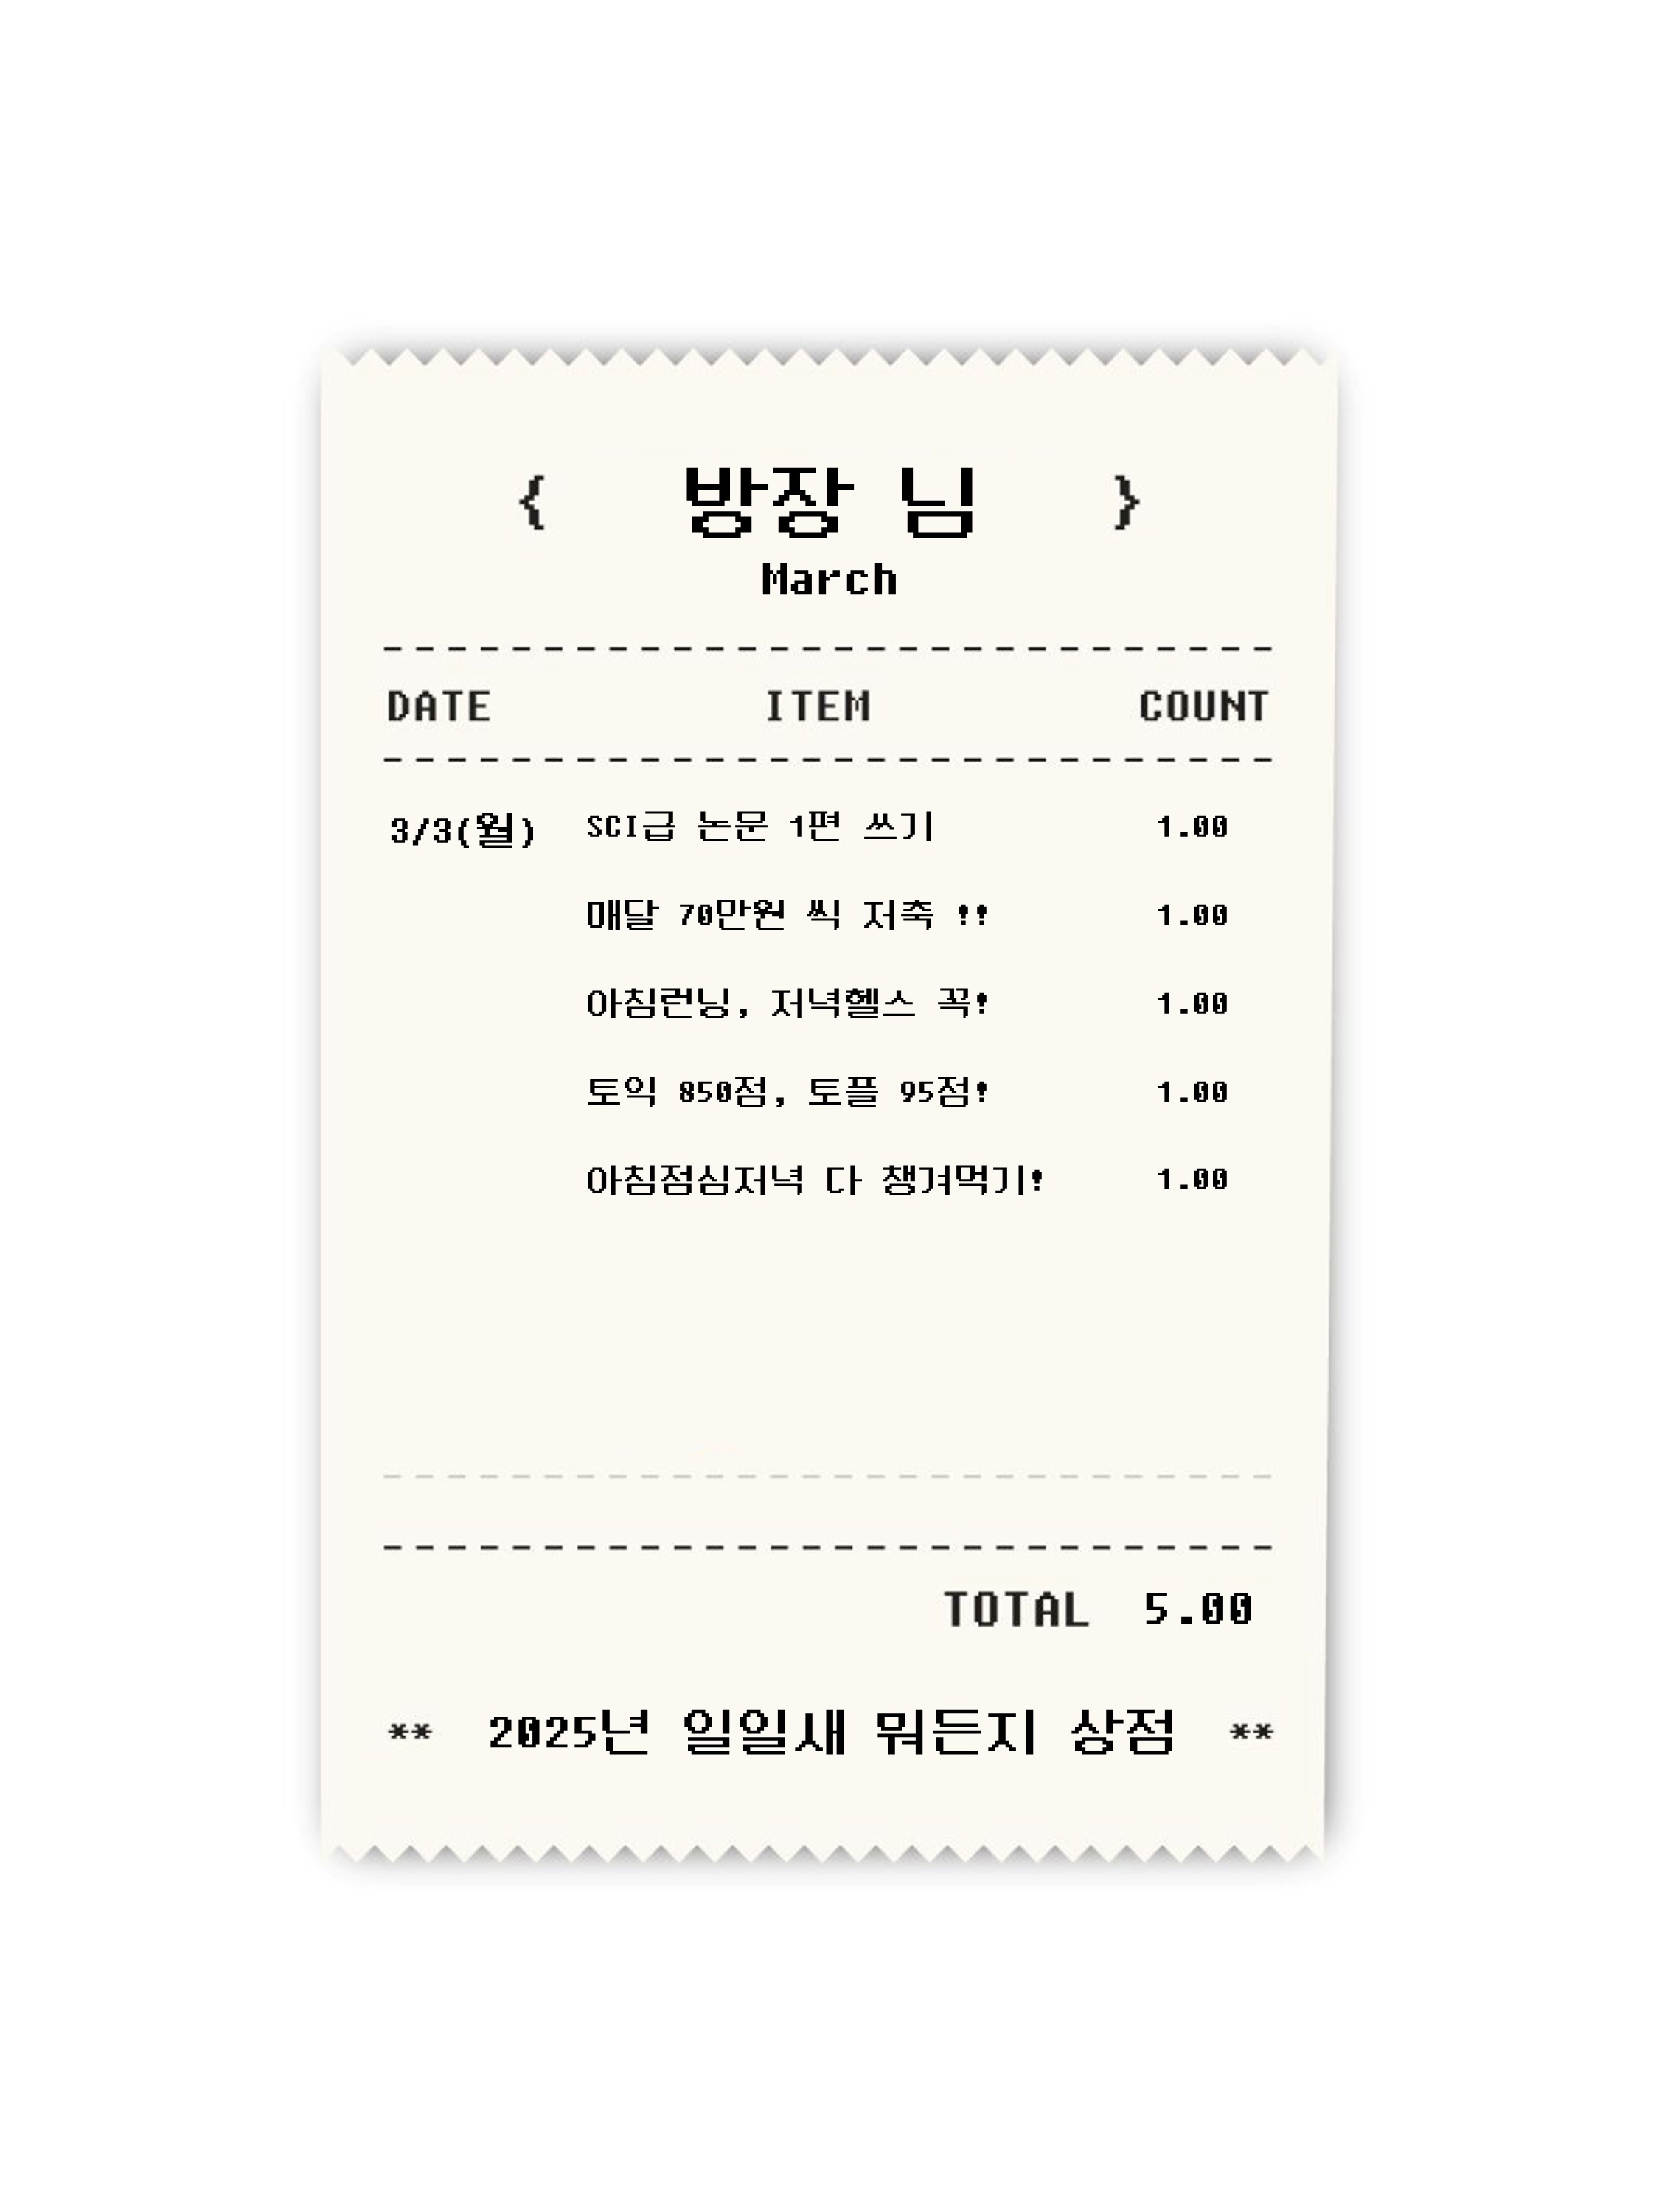 { 방장 님 }
March
DATE ITEM COUNT
3/3(월) SCI급 논문 1편 쓰기 1.00
매달 70만원 씩 저축 !! 1.00
아침런닝, 저녁헬스 꼭! 1.00
토익 850점, 토플 95점! 1.00
아침점심저녁 다 챙겨먹기! 1.00
TOTAL 5.00
** 2025년 일일새 뭐든지 상점 **